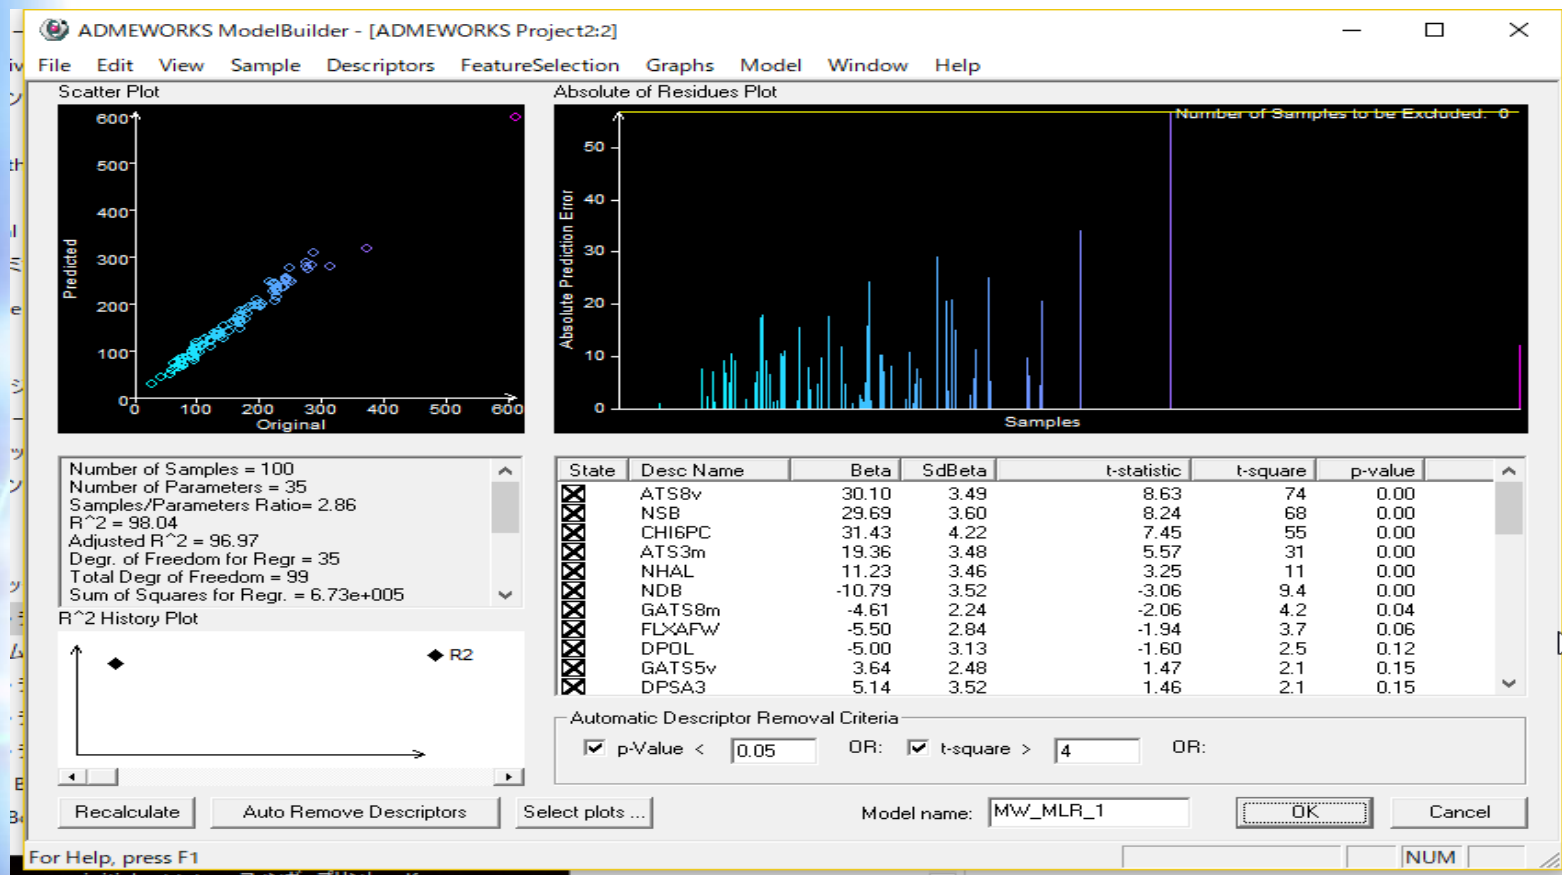 ADMEWORKS ModelBuilder - [ADMEWORKS Project2:2]
File Edit View Sample Descriptors FeatureSelection Graphs Model Window Help
Scatter Plot
600
500
400
300
200
100
0
0 100 200 300 400 500 600
Predicted
Original
Absolute of Residues Plot
Number of Samples to be Excluded: 0
50
40
30
20
10
0
Absolute Prediction Error
Samples
Number of Samples = 100
Number of Parameters = 35
Samples/Parameters Ratio= 2.86
R^2 = 98.04
Adjusted R^2 = 96.97
Degr. of Freedom for Regr = 35
Total Degr of Freedom = 99
Sum of Squares for Regr. = 6.73e+005
R^2 History Plot
R2
State Desc Name Beta SdBeta t-statistic t-square p-value
ATS8v 30.10 3.49 8.63 74 0.00
NSB 29.69 3.60 8.24 68 0.00
CHI6PC 31.43 4.22 7.45 55 0.00
ATS3m 19.36 3.48 5.57 31 0.00
NHAL 11.23 3.46 3.25 11 0.00
NDB -10.79 3.52 -3.06 9.4 0.00
GATS8m -4.61 2.24 -2.06 4.2 0.04
FLXAFW -5.50 2.84 -1.94 3.7 0.06
DPOL -5.00 3.13 -1.60 2.5 0.12
GATS5v 3.64 2.48 1.47 2.1 0.15
DPSA3 5.14 3.52 1.46 2.1 0.15
Automatic Descriptor Removal Criteria
p-Value < 0.05 OR: t-square > 4 OR:
Recalculate Auto Remove Descriptors Select plots ... Model name: MW_MLR_1 OK Cancel
For Help, press F1 NUM